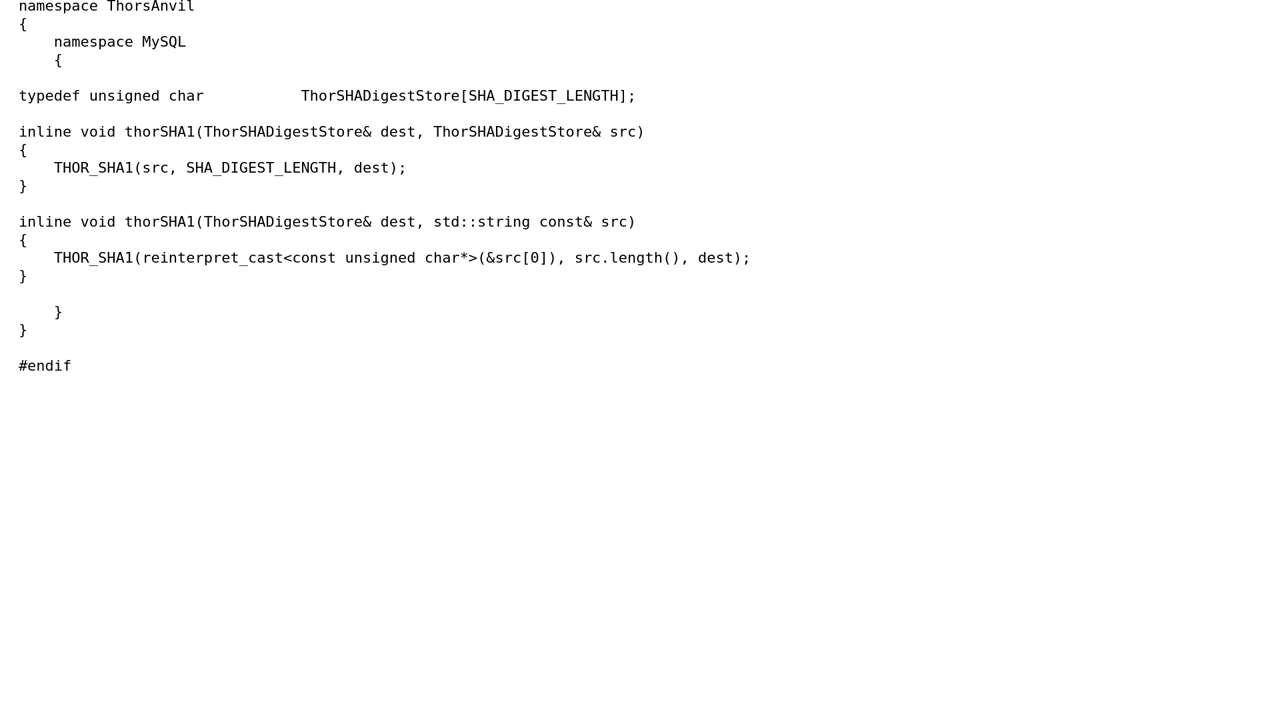 namespace ThorsAnvil
{
    namespace MySQL
    {

typedef unsigned char           ThorSHADigestStore[SHA_DIGEST_LENGTH];

inline void thorSHA1(ThorSHADigestStore& dest, ThorSHADigestStore& src)
{
    THOR_SHA1(src, SHA_DIGEST_LENGTH, dest);
}

inline void thorSHA1(ThorSHADigestStore& dest, std::string const& src)
{
    THOR_SHA1(reinterpret_cast<const unsigned char*>(&src[0]), src.length(), dest);
}

    }
}

#endif